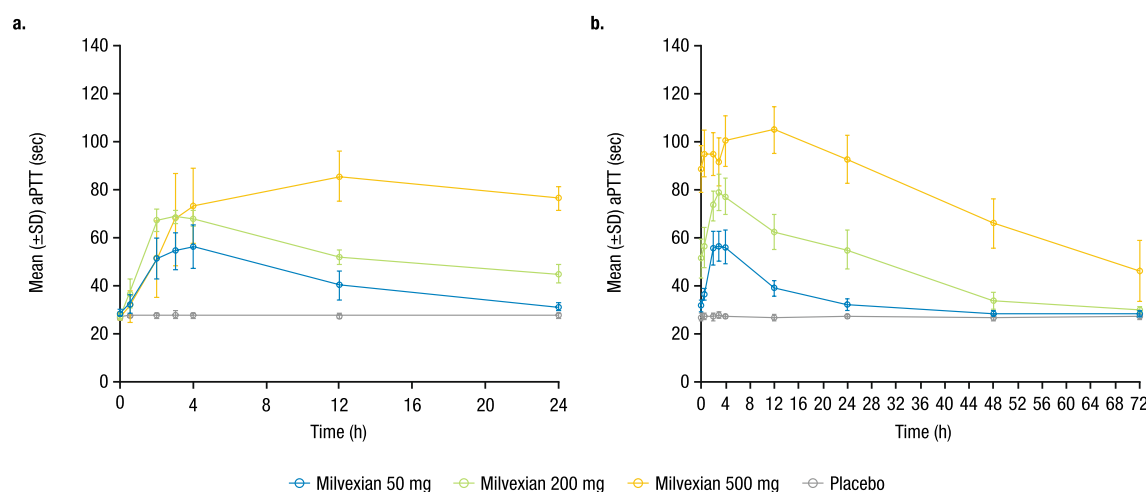 a.
Mean (±SD) aPTT (sec)
140
120
100
80
60
40
20
0
0 4 8 12 16 20 24
Time (h)
b.
Mean (±SD) aPTT (sec)
140
120
100
80
60
40
20
0
0 4 8 12 16 20 24 28 32 36 40 44 48 52 56 60 64 68 72
Time (h)
Milvexian 50 mg Milvexian 200 mg Milvexian 500 mg Placebo